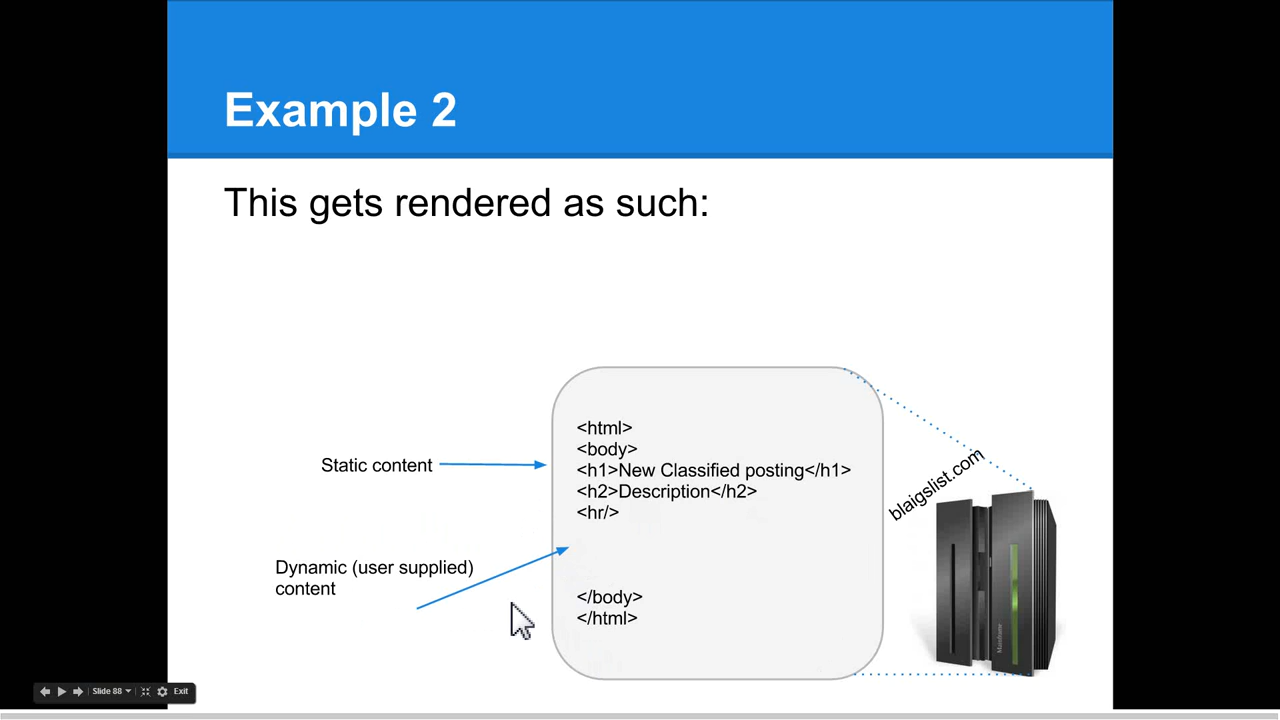 Example 2
This gets rendered as such:
<html>
<body>
<h1>New Classified posting</h1>
<h2>Description</h2>
<hr/>
</body>
</html>
Static content
Dynamic (user supplied)
content
blaigslist.com
Mainframe
Slide 88
Exit